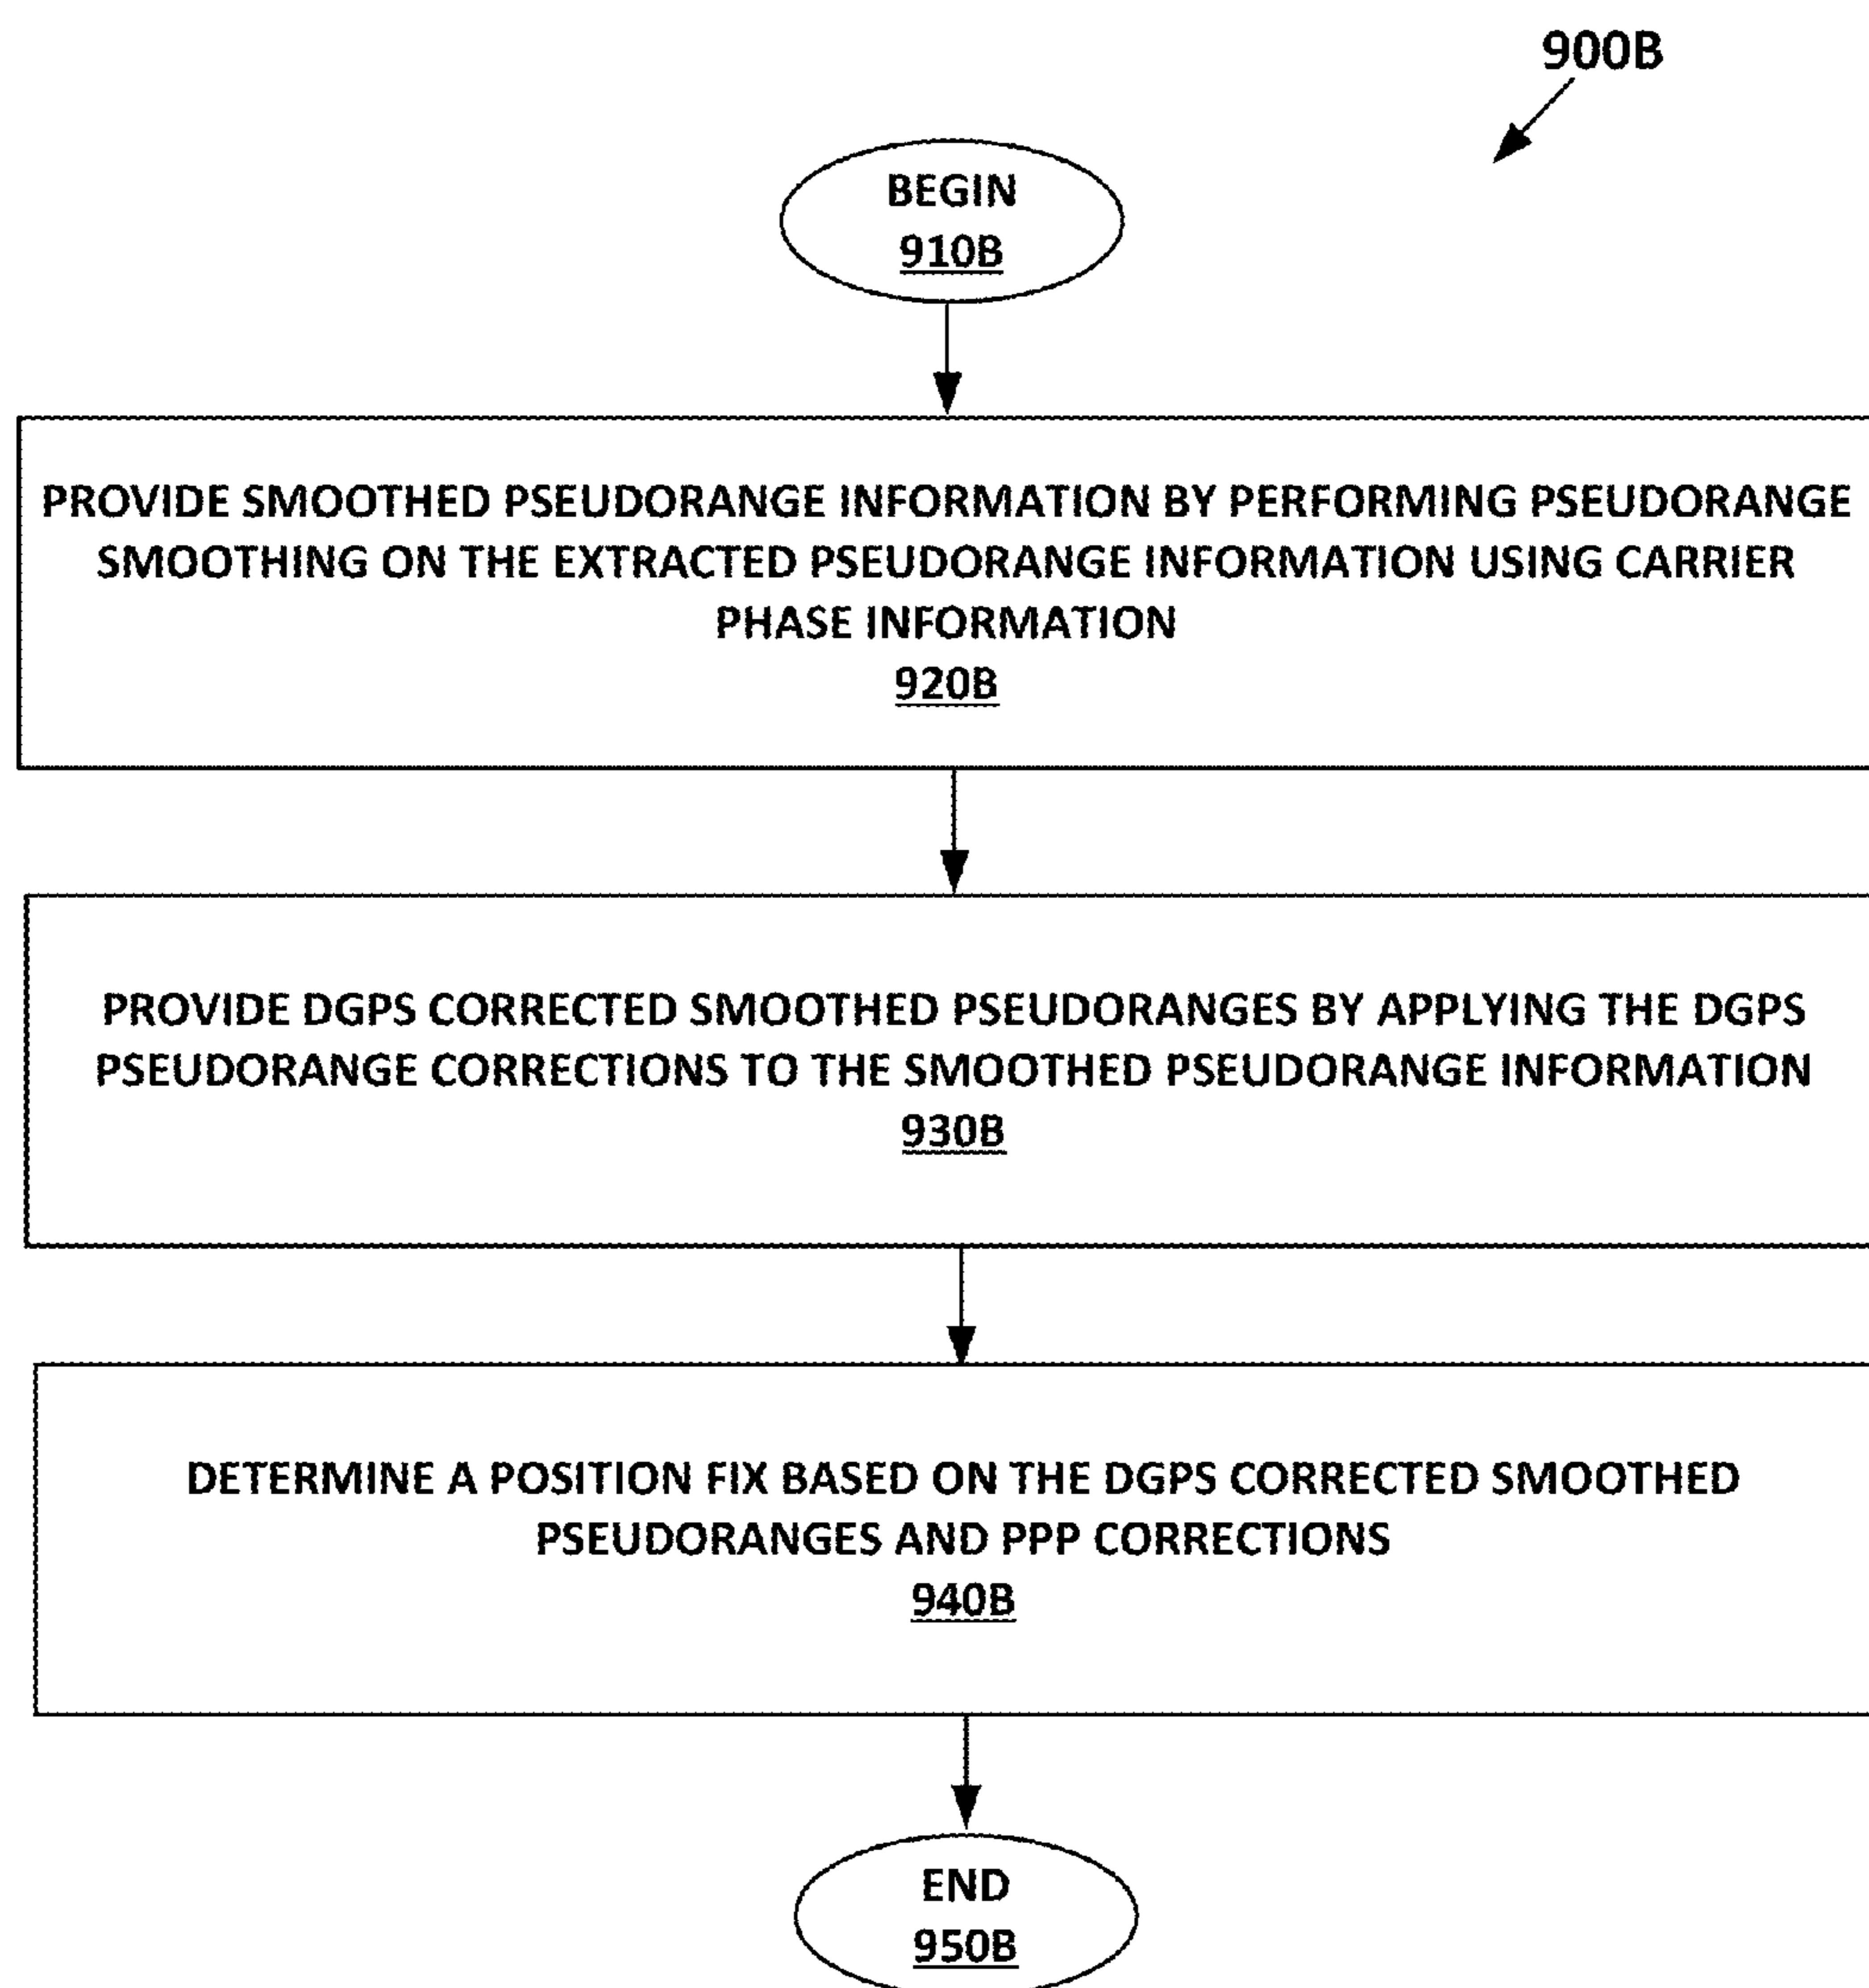 900B
BEGIN
910B
PROVIDE SMOOTHED PSEUDORANGE INFORMATION BY PERFORMING PSEUDORANGE
SMOOTHING ON THE EXTRACTED PSEUDORANGE INFORMATION USING CARRIER
PHASE INFORMATION
920B
PROVIDE DGPS CORRECTED SMOOTHED PSEUDORANGES BY APPLYING THE DGPS
PSEUDORANGE CORRECTIONS TO THE SMOOTHED PSEUDORANGE INFORMATION
930B
DETERMINE A POSITION FIX BASED ON THE DGPS CORRECTED SMOOTHED
PSEUDORANGES AND PPP CORRECTIONS
940B
END
950B